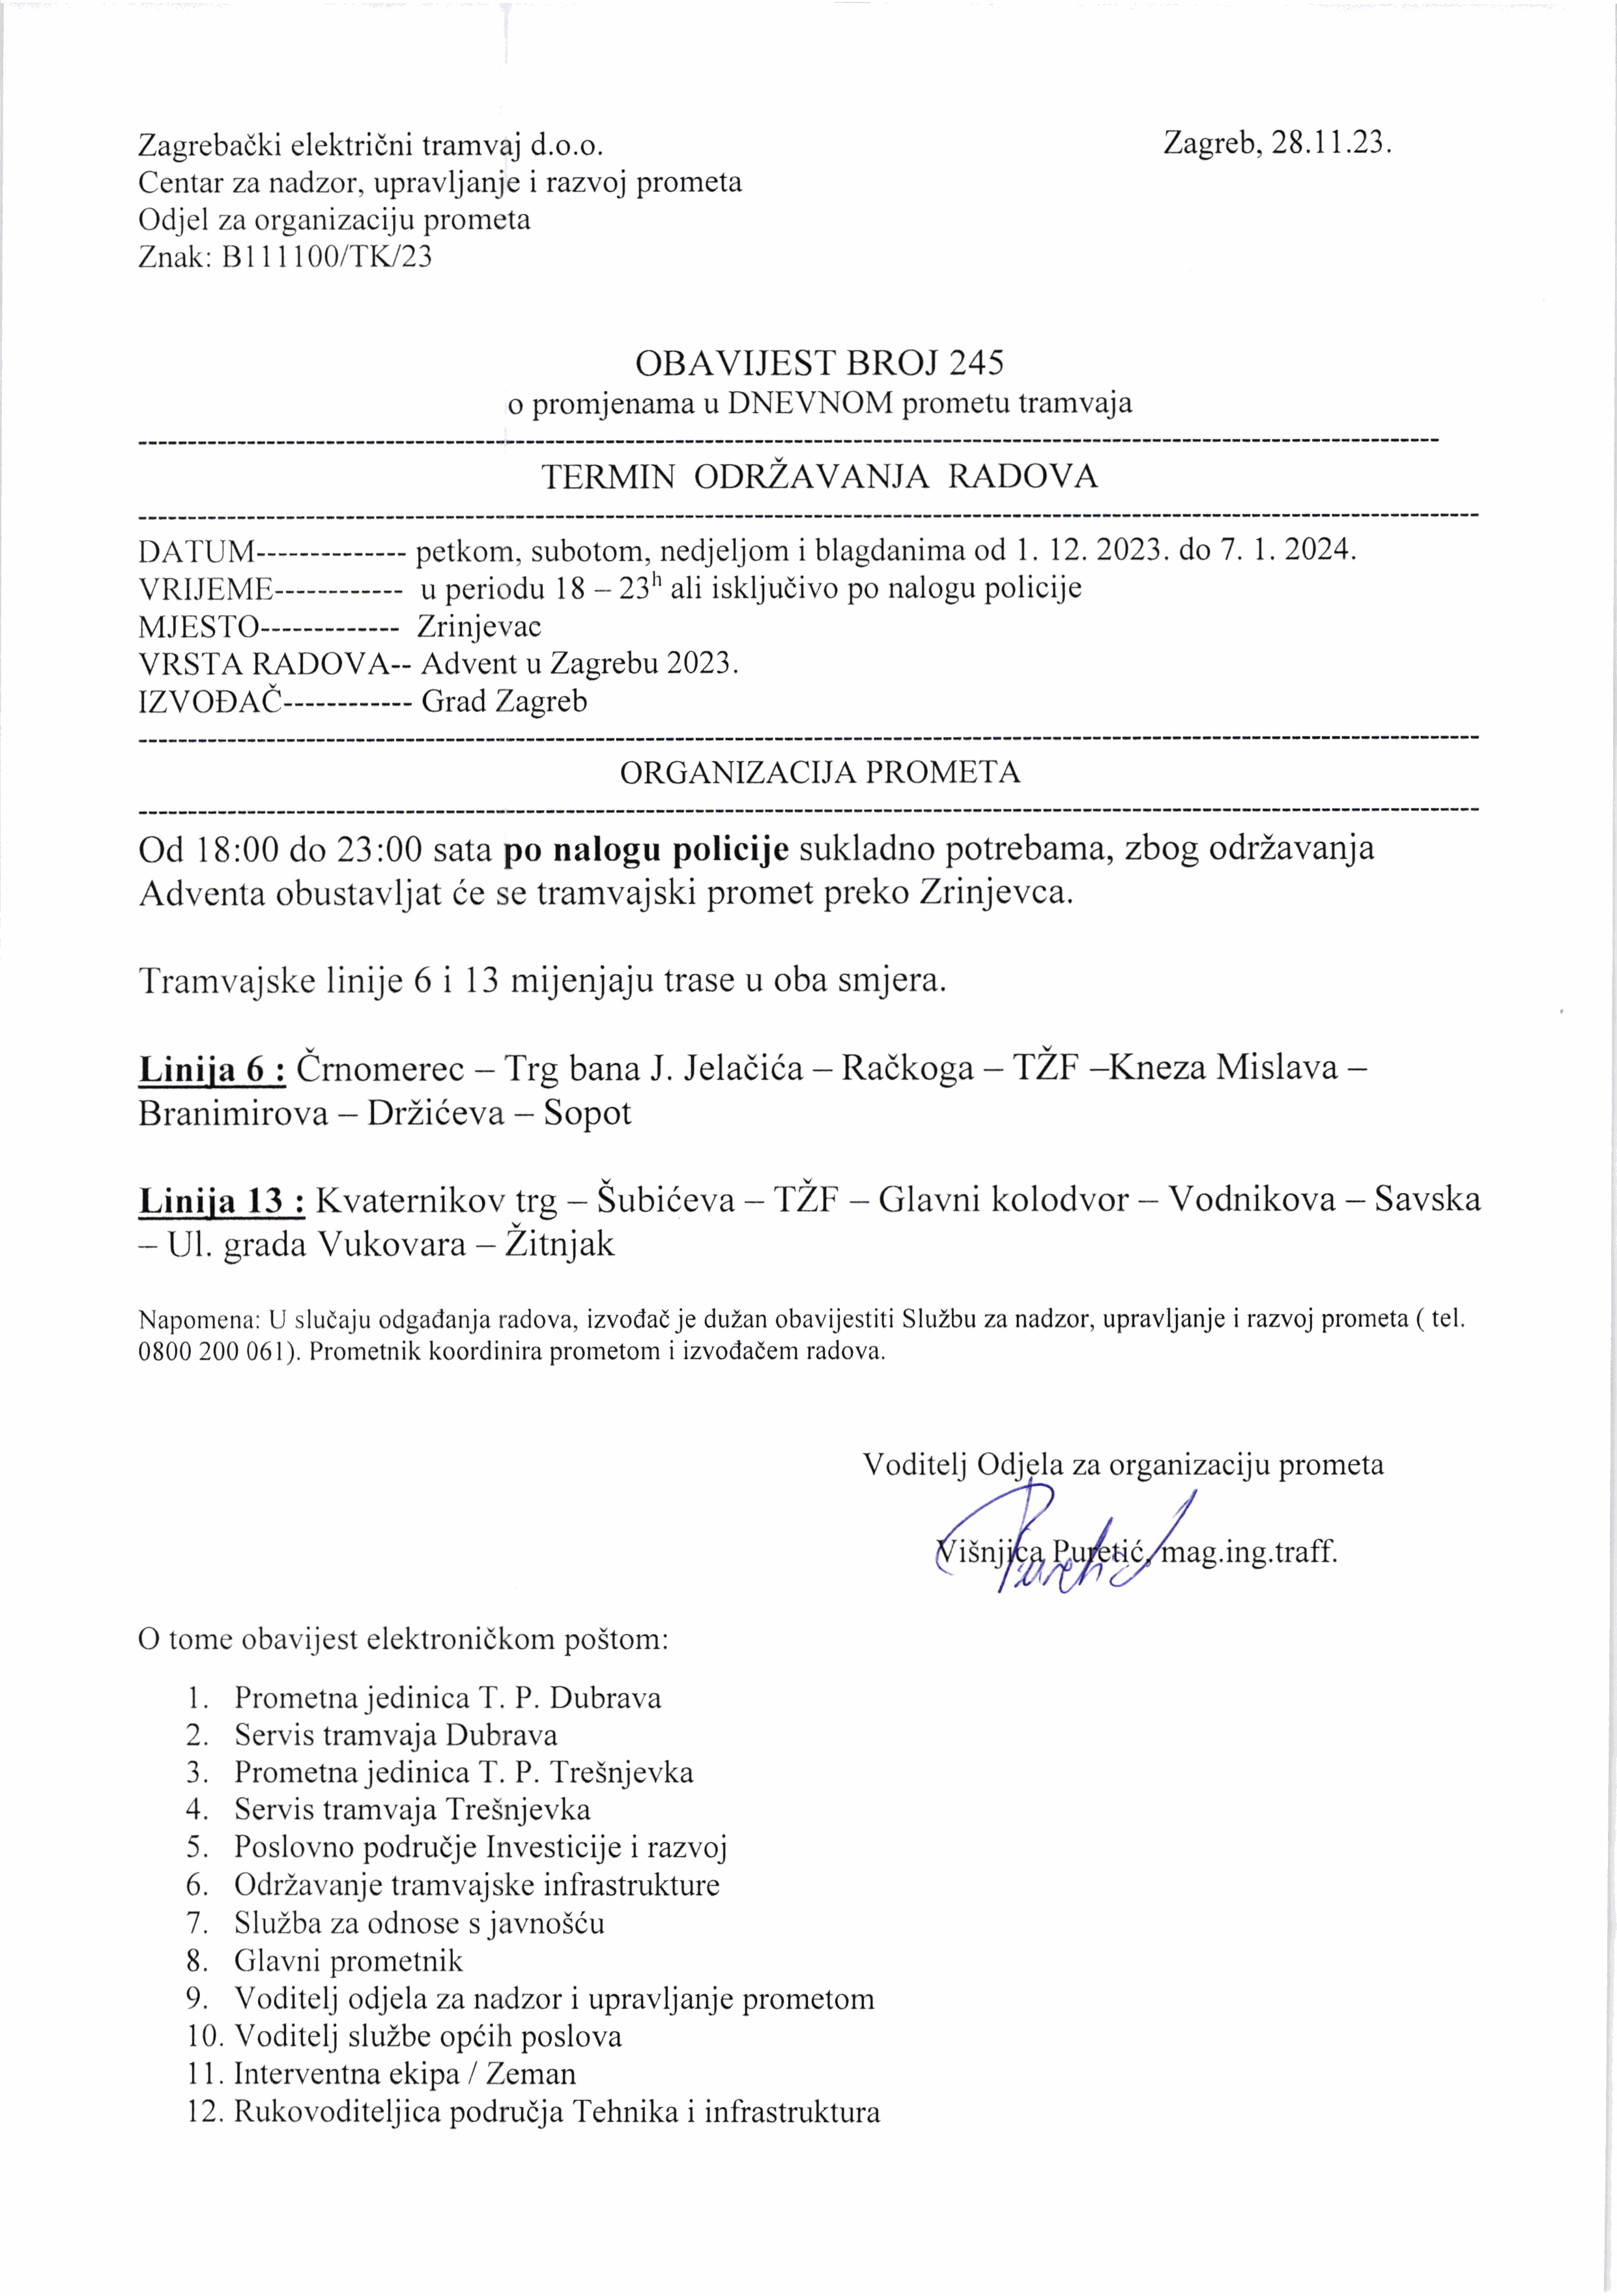 Zagrebački električni tramvaj d.o.o.
Zagreb, 28.11.23.
Centar za nadzor, upravljanje i razvoj prometa
Odjel za organizaciju prometa
Znak: B111100/TK/23
OBAVIJEST BROJ 245
o promjenama u DNEVNOM prometu tramvaja
TERMIN ODRŽAVANJA RADOVA
DATUM-------------- petkom, subotom, nedjeljom i blagdanima od 1. 12. 2023. do 7. 1. 2024.
VRIJEME------------ u periodu 18 – 23h ali isključivo po nalogu policije
MJESTO------------- Zrinjevac
VRSTA RADOVA-- Advent u Zagrebu 2023.
IZVOĐAČ------------ Grad Zagreb
ORGANIZACIJA PROMETA
Od 18:00 do 23:00 sata po nalogu policije sukladno potrebama, zbog održavanja
Adventa obustavljat će se tramvajski promet preko Zrinjevca.
Tramvajske linije 6 i 13 mijenjaju trase u oba smjera.
Linija 6 : Črnomerec – Trg bana J. Jelačića – Račkoga – TŽF –Kneza Mislava –
Branimirova – Držićeva – Sopot
Linija 13 : Kvaternikov trg – Šubićeva – TŽF – Glavni kolodvor – Vodnikova – Savska
– Ul. grada Vukovara – Žitnjak
Napomena: U slučaju odgađanja radova, izvođač je dužan obavijestiti Službu za nadzor, upravljanje i razvoj prometa ( tel.
0800 200 061). Prometnik koordinira prometom i izvođačem radova.
Voditelj Odjela za organizaciju prometa
Višnjica Puretić, mag.ing.traff.
Puretić
O tome obavijest elektroničkom poštom:
1. Prometna jedinica T. P. Dubrava
2. Servis tramvaja Dubrava
3. Prometna jedinica T. P. Trešnjevka
4. Servis tramvaja Trešnjevka
5. Poslovno područje Investicije i razvoj
6. Održavanje tramvajske infrastrukture
7. Služba za odnose s javnošću
8. Glavni prometnik
9. Voditelj odjela za nadzor i upravljanje prometom
10. Voditelj službe općih poslova
11. Interventna ekipa / Zeman
12. Rukovoditeljica područja Tehnika i infrastruktura